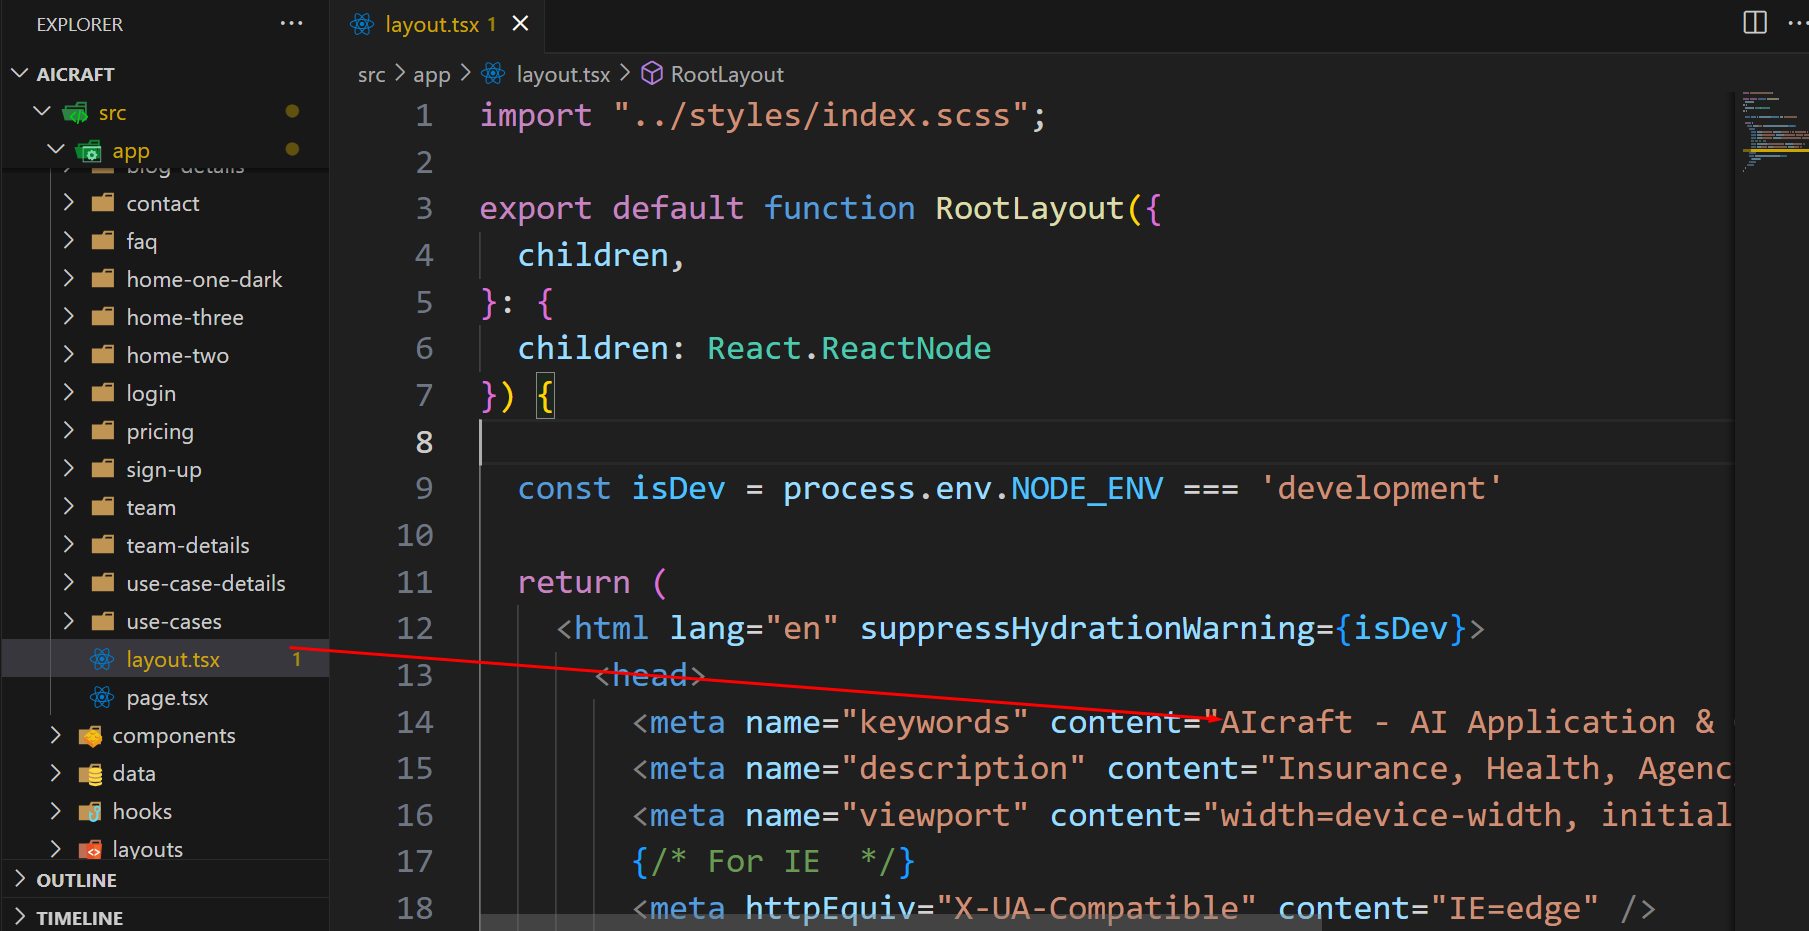 EXPLORER ...
AICRAFT
src
app
blog-details
contact
faq
home-one-dark
home-three
home-two
login
pricing
sign-up
team
team-details
use-case-details
use-cases
layout.tsx 1
page.tsx
components
data
hooks
layouts
OUTLINE
TIMELINE
layout.tsx 1
src > app > layout.tsx > RootLayout
1 import "../styles/index.scss";
2
3 export default function RootLayout({
4 children,
5 }: {
6 children: React.ReactNode
7 }) {
8
9 const isDev = process.env.NODE_ENV === 'development'
10
11 return (
12 <html lang="en" suppressHydrationWarning={isDev}>
13 <head>
14 <meta name="keywords" content="AIcraft - AI Application &
15 <meta name="description" content="Insurance, Health, Agenc
16 <meta name="viewport" content="width=device-width, initial
17 {/* For IE  */}
18 <meta httpEquiv="X-UA-Compatible" content="IE=edge" />